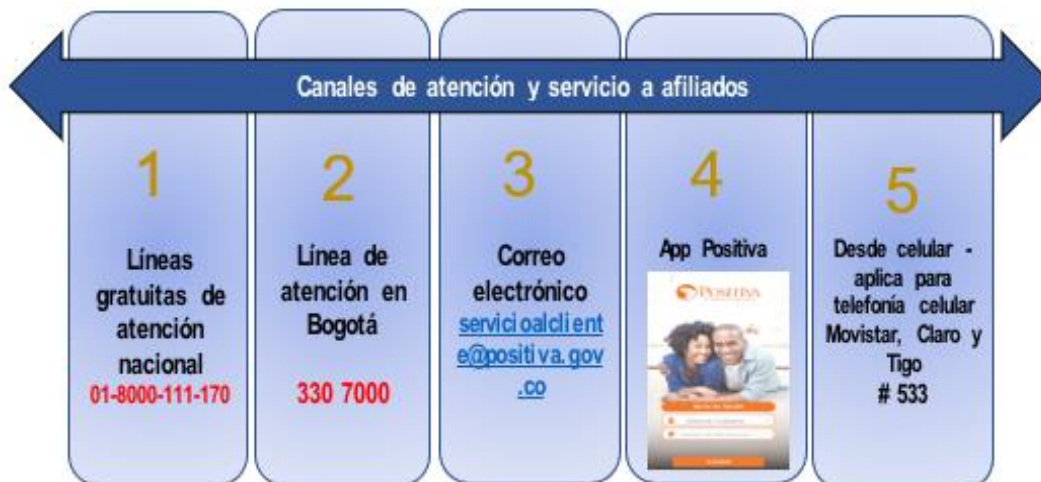 Canales de atención y servicio a afiliados
1
Líneas
gratuitas de
atención
nacional
01-8000-111-170
2
Línea de
atención en
Bogotá
330 7000
3
Correo
electrónico
servicioalclient
e@positiva.gov
.co
4
App Positiva
POSITIVA
5
Desde celular -
aplica para
telefonía celular
Movistar, Claro y
Tigo
# 533